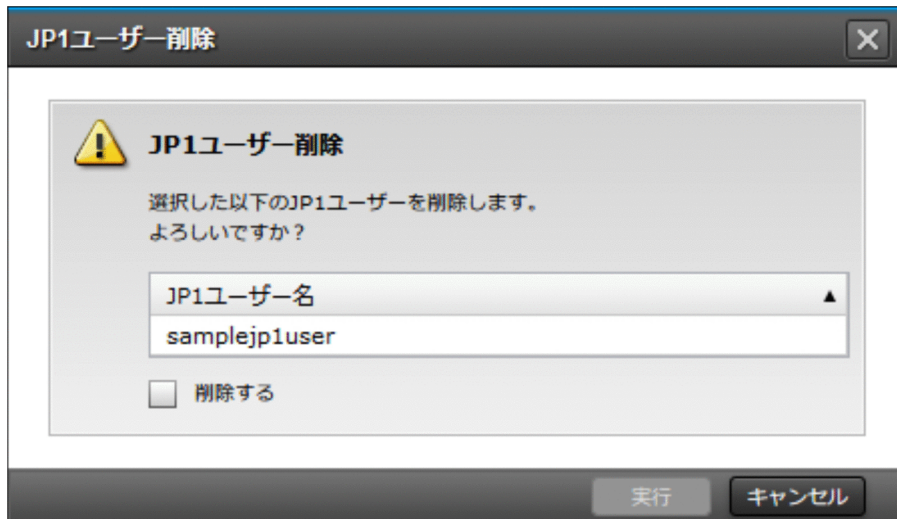 JP1ユーザー削除
JP1ユーザー削除
選択した以下のJP1ユーザーを削除します。
よろしいですか？
JP1ユーザー名 ▲
samplejp1user
削除する
実行 キャンセル